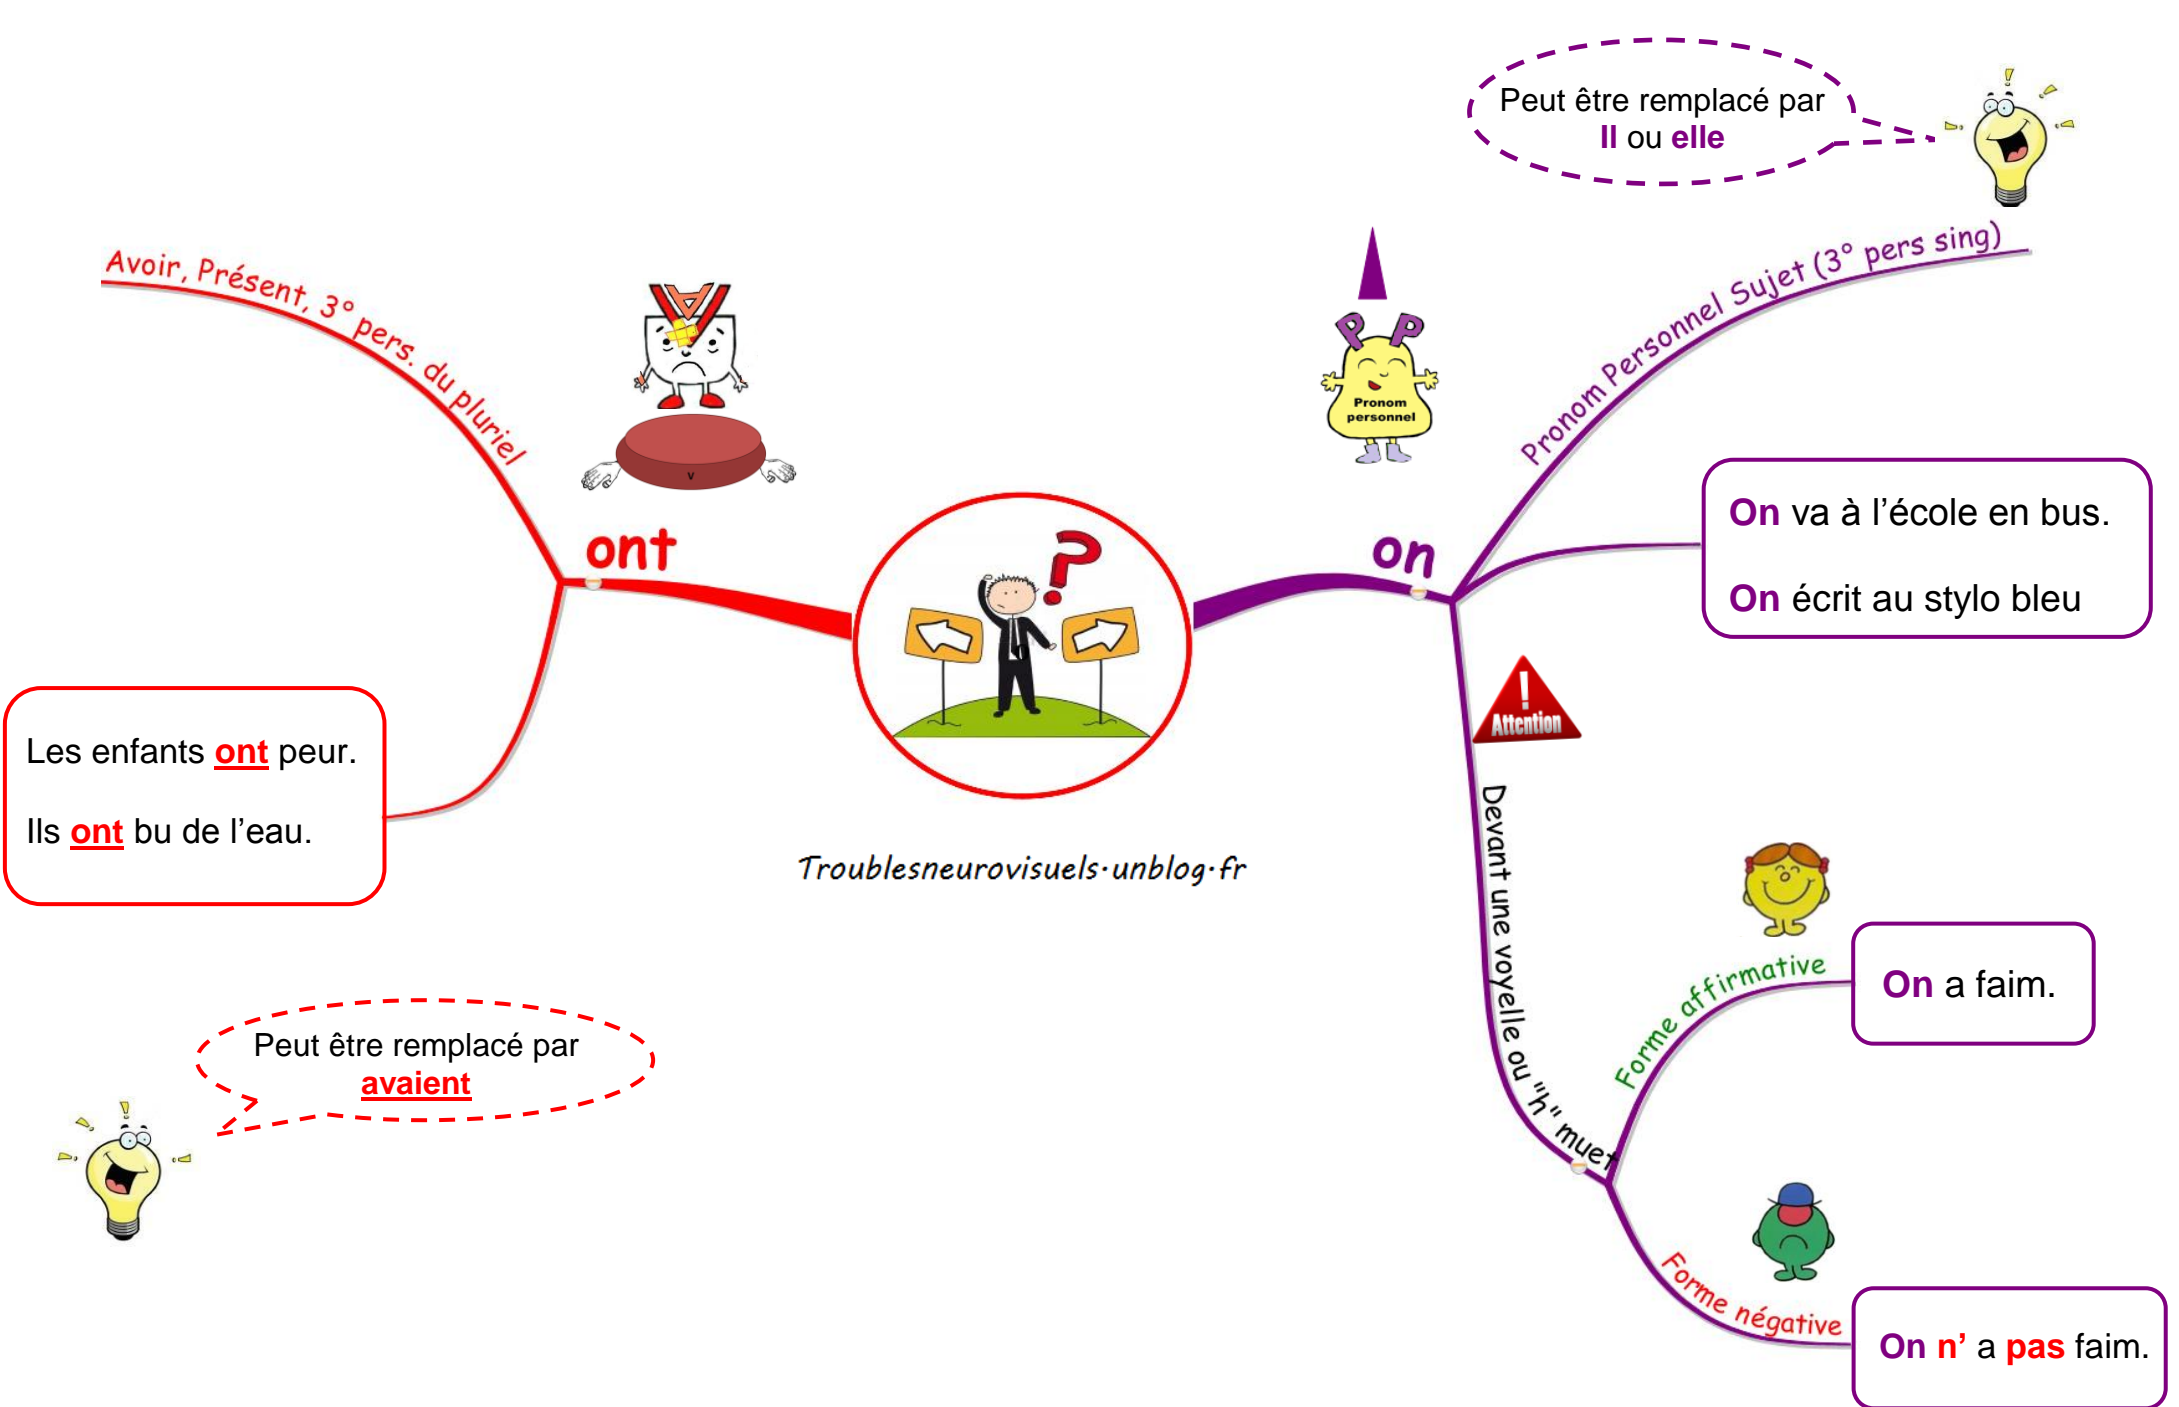 Peut être remplacé par
Il ou elle
Avoir, Présent, 3° pers. du pluriel
V
ont
Les enfants ont peur.
Ils ont bu de l’eau.
Peut être remplacé par
avaient
Troublesneurovisuels.unblog.fr
P P
Pronom
personnel
on
Pronom Personnel Sujet (3° pers sing)
On va à l’école en bus.
On écrit au stylo bleu
!
Attention
Devant une voyelle ou "h" muet
Forme affirmative
On a faim.
Forme négative
On n’ a pas faim.